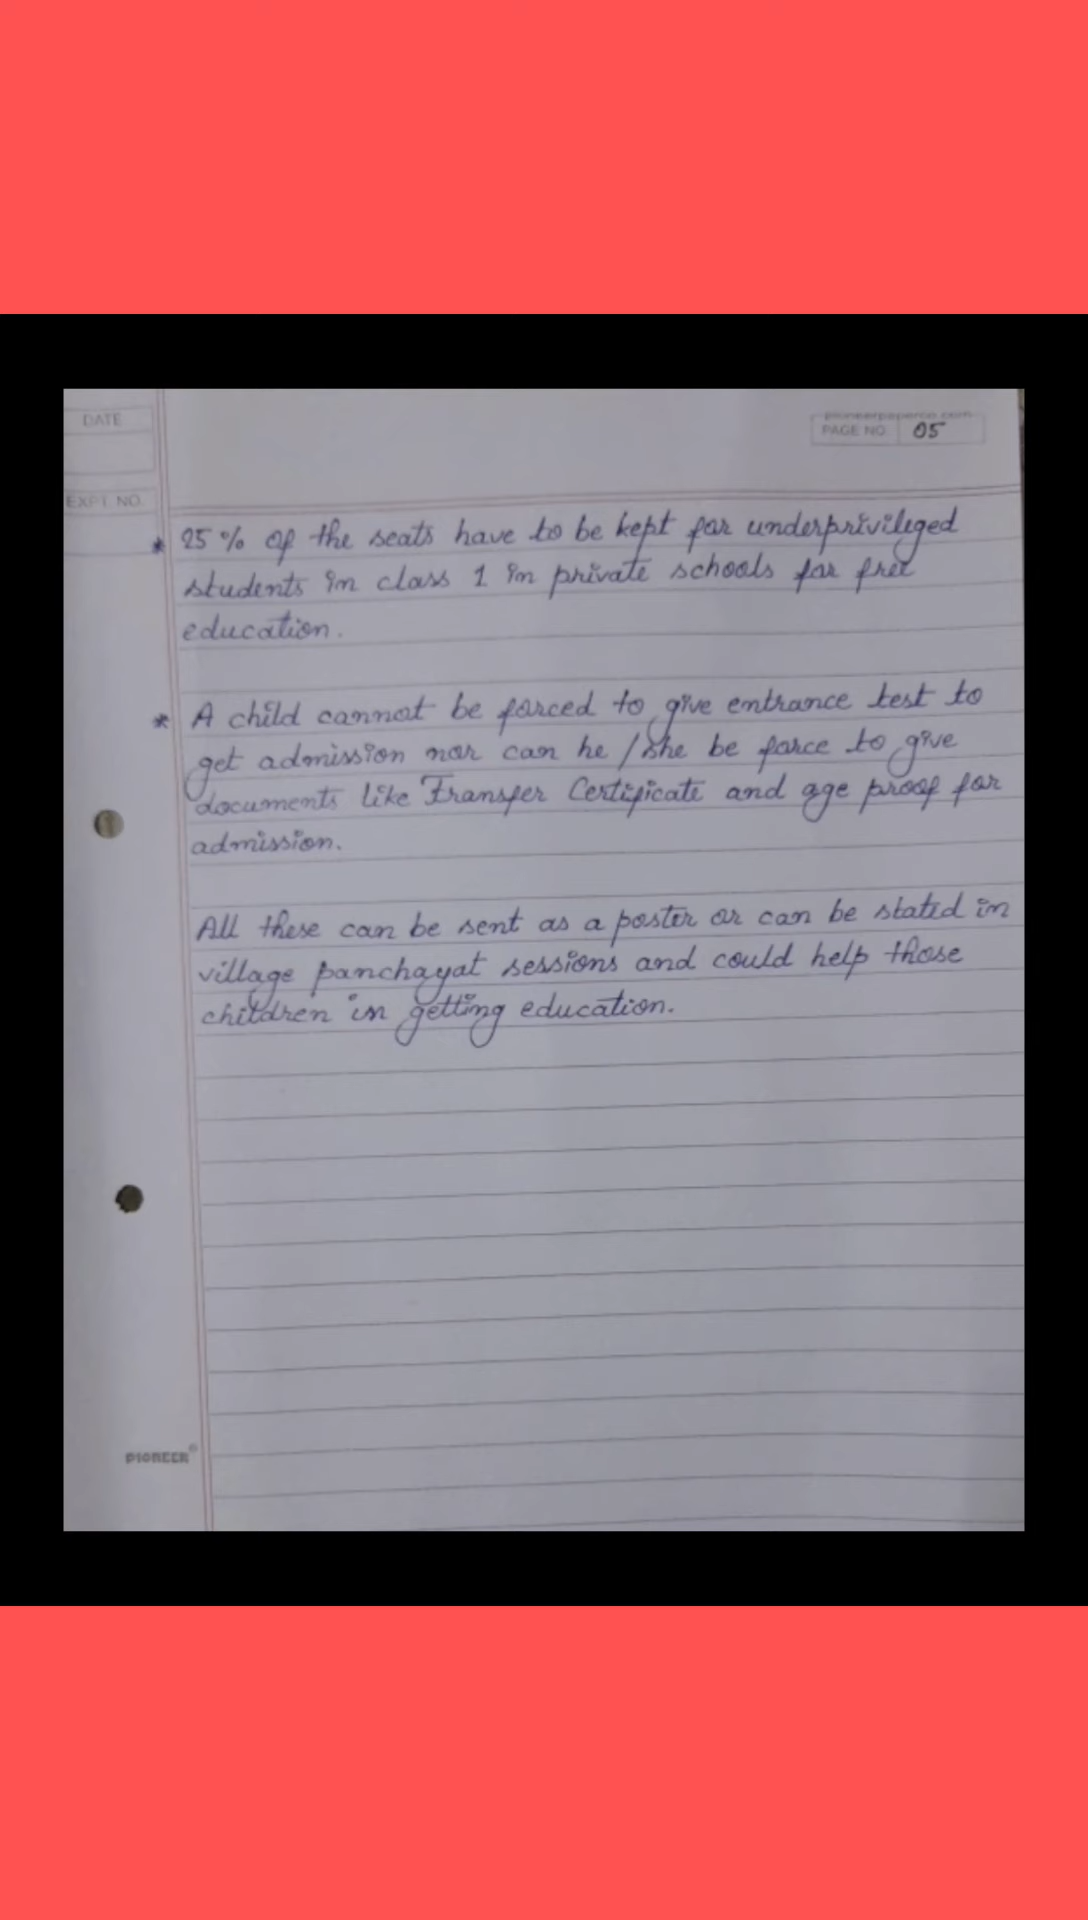 DATE
EXPT. NO.
pioneerpaperco.com
PAGE NO. 05
* 25% of the seats have to be kept for underprivileged
students in class 1 in private schools for free
education.
* A child cannot be forced to give entrance test to
get admission nor can he / she be force to give
documents like Transfer Certificate and age proof for
admission.
All these can be sent as a poster or can be stated in
village panchayat sessions and could help those
children in getting education.
PIONEER®